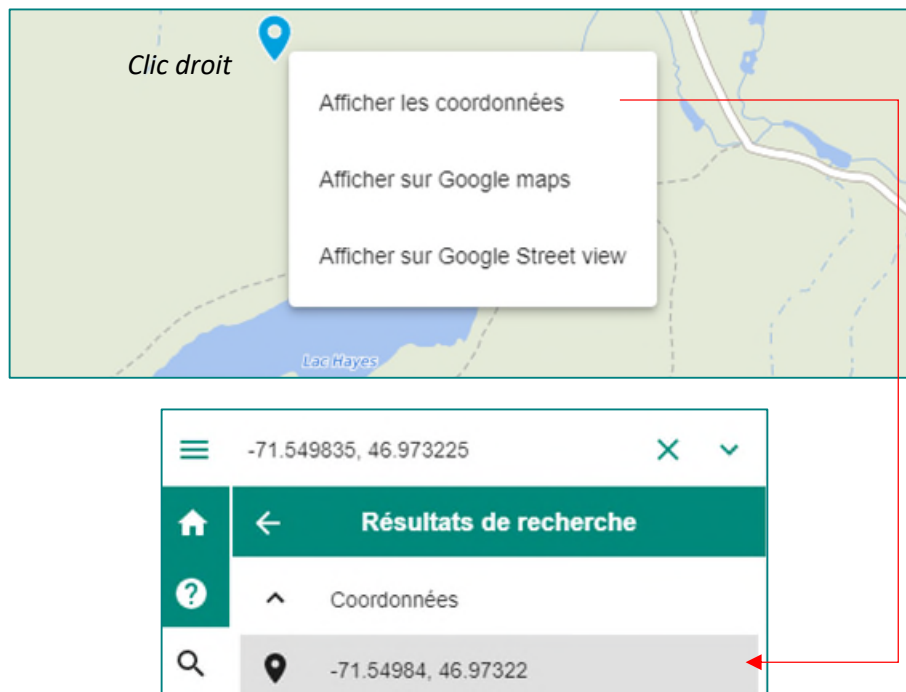 Clic droit
Afficher les coordonnées
Afficher sur Google maps
Afficher sur Google Street view
Lac Hayes
-71.549835, 46.973225
Résultats de recherche
Coordonnées
-71.54984, 46.97322